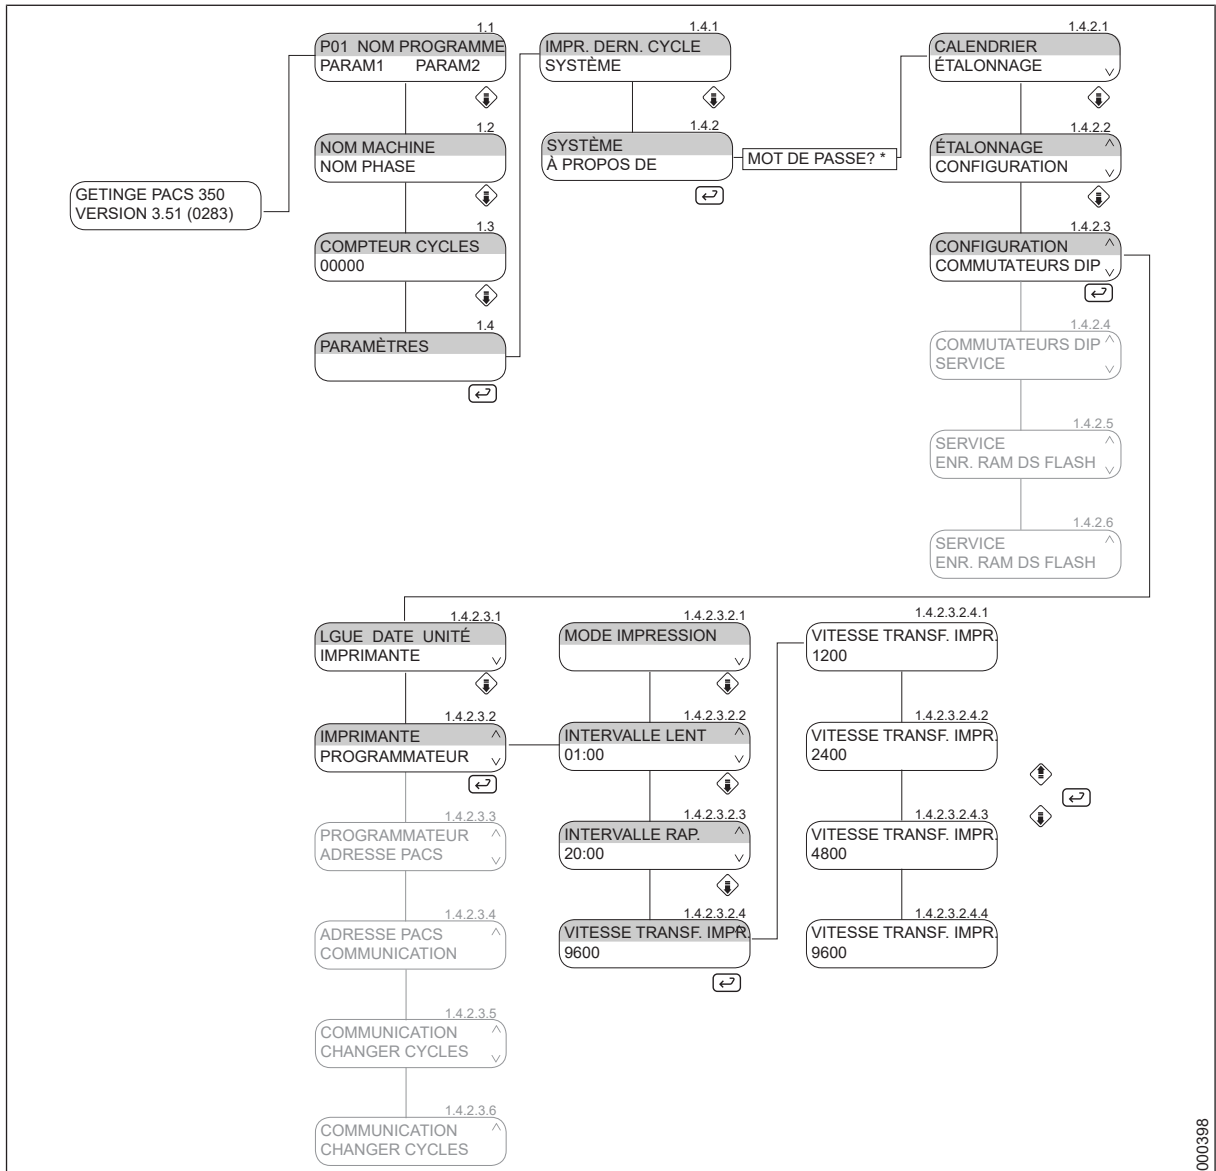 GETINGE PACS 350
VERSION 3.51 (0283)
1.1
P01 NOM PROGRAMME
PARAM1 PARAM2
1.2
NOM MACHINE
NOM PHASE
1.3
COMPTEUR CYCLES
00000
1.4
PARAMÈTRES
1.4.1
IMPR. DERN. CYCLE
SYSTÈME
1.4.2
SYSTÈME
À PROPOS DE
MOT DE PASSE? *
1.4.2.1
CALENDRIER
ÉTALONNAGE
1.4.2.2
ÉTALONNAGE
CONFIGURATION
1.4.2.3
CONFIGURATION
COMMUTATEURS DIP
1.4.2.4
COMMUTATEURS DIP
SERVICE
1.4.2.5
SERVICE
ENR. RAM DS FLASH
1.4.2.6
SERVICE
ENR. RAM DS FLASH
1.4.2.3.1
LGUE DATE UNITÉ
IMPRIMANTE
1.4.2.3.2
IMPRIMANTE
PROGRAMMATEUR
1.4.2.3.3
PROGRAMMATEUR
ADRESSE PACS
1.4.2.3.4
ADRESSE PACS
COMMUNICATION
1.4.2.3.5
COMMUNICATION
CHANGER CYCLES
1.4.2.3.6
COMMUNICATION
CHANGER CYCLES
1.4.2.3.2.1
MODE IMPRESSION
1.4.2.3.2.2
INTERVALLE LENT
01:00
1.4.2.3.2.3
INTERVALLE RAP.
20:00
1.4.2.3.2.4
VITESSE TRANSF. IMPR.
9600
1.4.2.3.2.4.1
VITESSE TRANSF. IMPR.
1200
1.4.2.3.2.4.2
VITESSE TRANSF. IMPR.
2400
1.4.2.3.2.4.3
VITESSE TRANSF. IMPR.
4800
1.4.2.3.2.4.4
VITESSE TRANSF. IMPR.
9600
000398